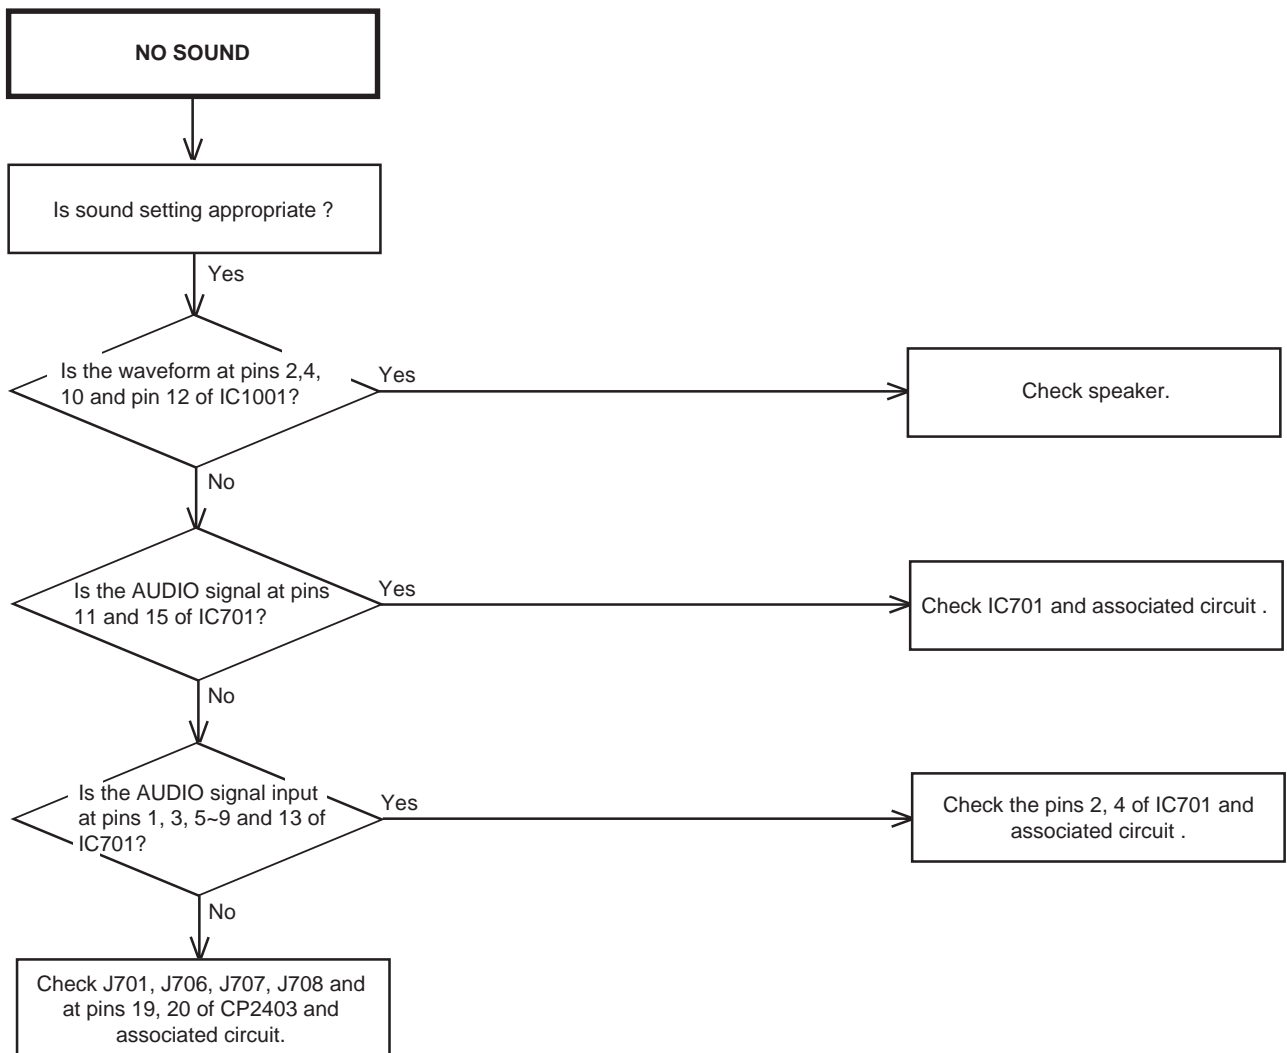 NO SOUND
Is sound setting appropriate ?
Yes
Is the waveform at pins 2,4,
10 and pin 12 of IC1001?
Yes
Check speaker.
No
Is the AUDIO signal at pins
11 and 15 of IC701?
Yes
Check IC701 and associated circuit .
No
Is the AUDIO signal input
at pins 1, 3, 5~9 and 13 of
IC701?
Yes
Check the pins 2, 4 of IC701 and
associated circuit .
No
Check J701, J706, J707, J708 and
at pins 19, 20 of CP2403 and
associated circuit.